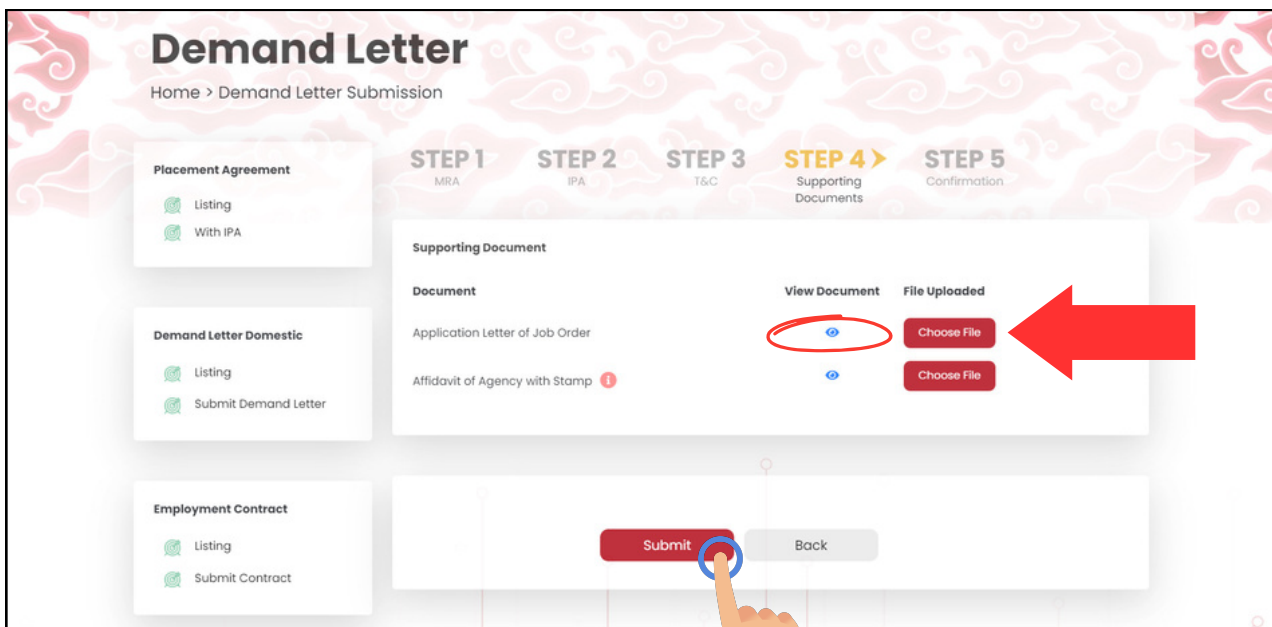 Demand Letter
Home > Demand Letter Submission
Placement Agreement
Listing
With IPA
Demand Letter Domestic
Listing
Submit Demand Letter
Employment Contract
Listing
Submit Contract
STEP 1
MRA
STEP 2
IPA
STEP 3
T&C
STEP 4
Supporting
Documents
STEP 5
Confirmation
Supporting Document
Document View Document File Uploaded
Application Letter of Job Order Choose File
Affidavit of Agency with Stamp i Choose File
Submit Back